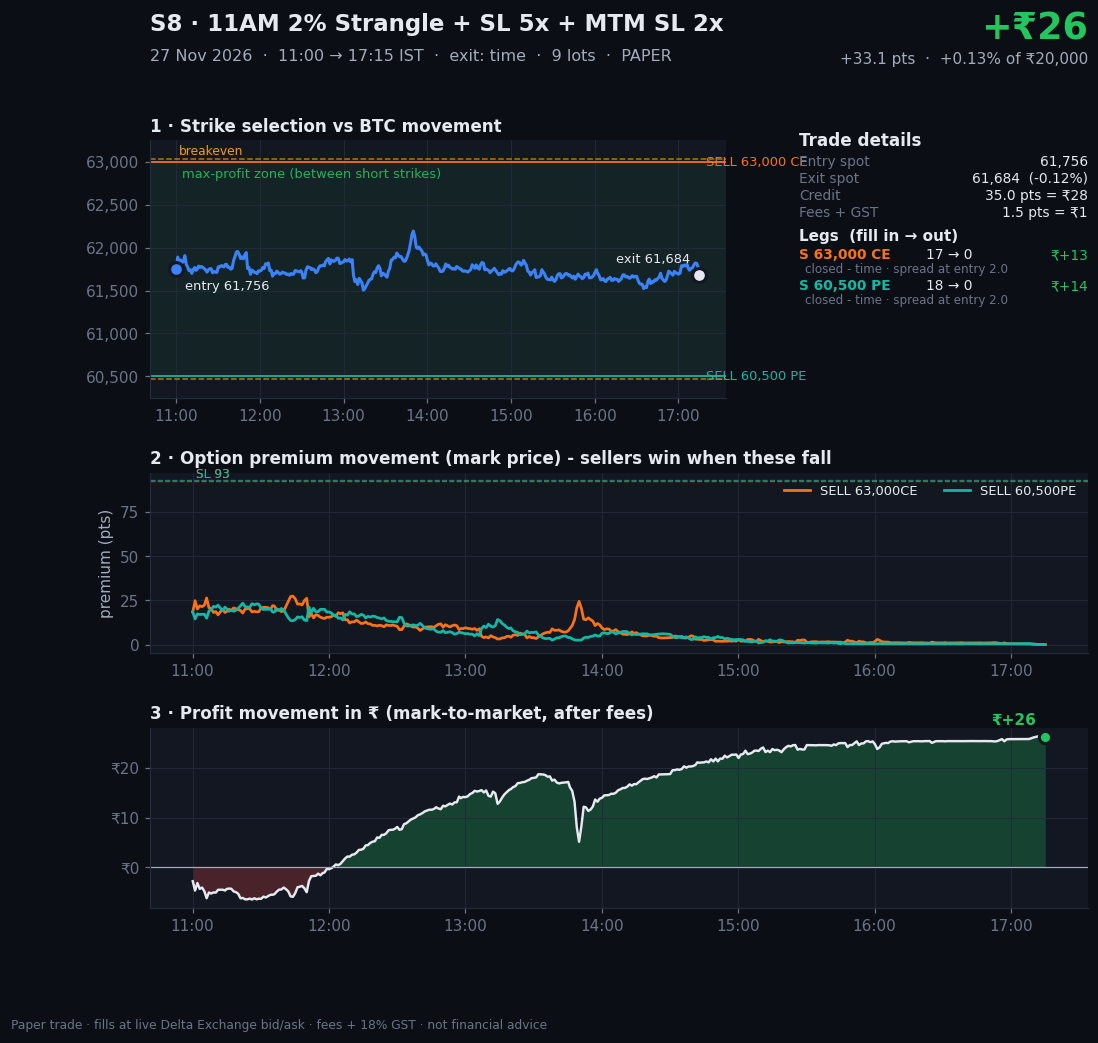 S8 · 11AM 2% Strangle + SL 5x + MTM SL 2x
+₹26
27 Nov 2026 · 11:00 → 17:15 IST · exit: time · 9 lots · PAPER
+33.1 pts · +0.13% of ₹20,000
1 · Strike selection vs BTC movement
breakeven
max-profit zone (between short strikes)
SELL 63,000 CE
entry 61,756
exit 61,684
SELL 60,500 PE
63,000
62,500
62,000
61,500
61,000
60,500
11:00 12:00 13:00 14:00 15:00 16:00 17:00
Trade details
Entry spot 61,756
Exit spot 61,684 (-0.12%)
Credit 35.0 pts = ₹28
Fees + GST 1.5 pts = ₹1
Legs (fill in → out)
S 63,000 CE 17 → 0 ₹+13
closed - time · spread at entry 2.0
S 60,500 PE 18 → 0 ₹+14
closed - time · spread at entry 2.0
2 · Option premium movement (mark price) - sellers win when these fall
SL 93
SELL 63,000CE SELL 60,500PE
premium (pts)
75
50
25
0
11:00 12:00 13:00 14:00 15:00 16:00 17:00
3 · Profit movement in ₹ (mark-to-market, after fees)
₹+26
₹20
₹10
₹0
11:00 12:00 13:00 14:00 15:00 16:00 17:00
Paper trade · fills at live Delta Exchange bid/ask · fees + 18% GST · not financial advice